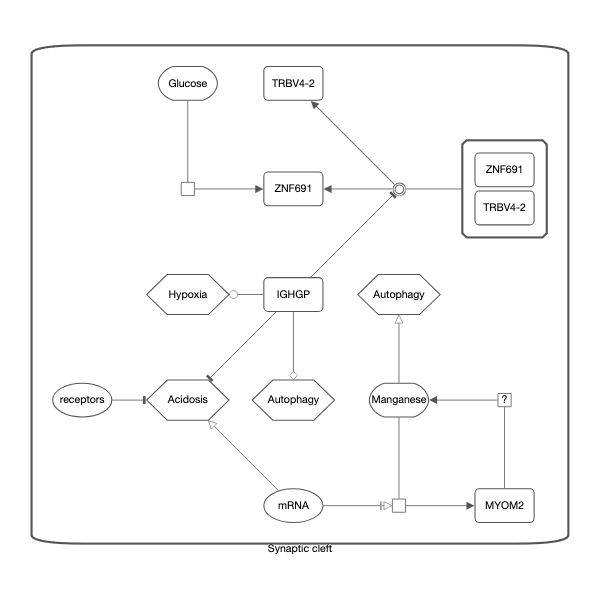 Glucose
TRBV4-2
ZNF691
ZNF691
TRBV4-2
Hypoxia
IGHGP
Autophagy
receptors
Acidosis
Autophagy
Manganese
?
mRNA
MYOM2
Synaptic cleft